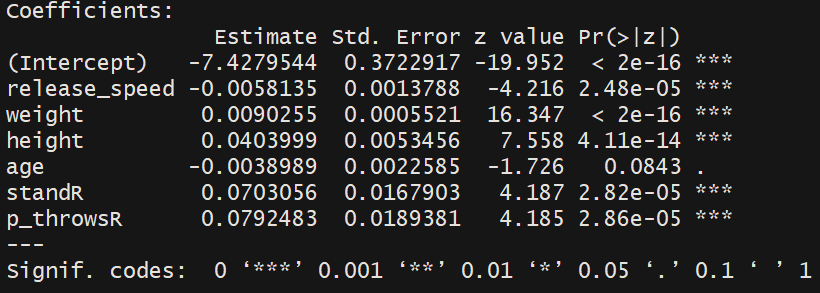 Coefficients:
Estimate Std. Error z value Pr(>|z|)
(Intercept) -7.4279544 0.3722917 -19.952 < 2e-16 ***
release_speed -0.0058135 0.0013788 -4.216 2.48e-05 ***
weight 0.0090255 0.0005521 16.347 < 2e-16 ***
height 0.0403999 0.0053456 7.558 4.11e-14 ***
age -0.0038989 0.0022585 -1.726 0.0843 .
standR 0.0703056 0.0167903 4.187 2.82e-05 ***
p_throwsR 0.0792483 0.0189381 4.185 2.86e-05 ***
---
Signif. codes: 0 ‘***’ 0.001 ‘**’ 0.01 ‘*’ 0.05 ‘.’ 0.1 ‘ ’ 1